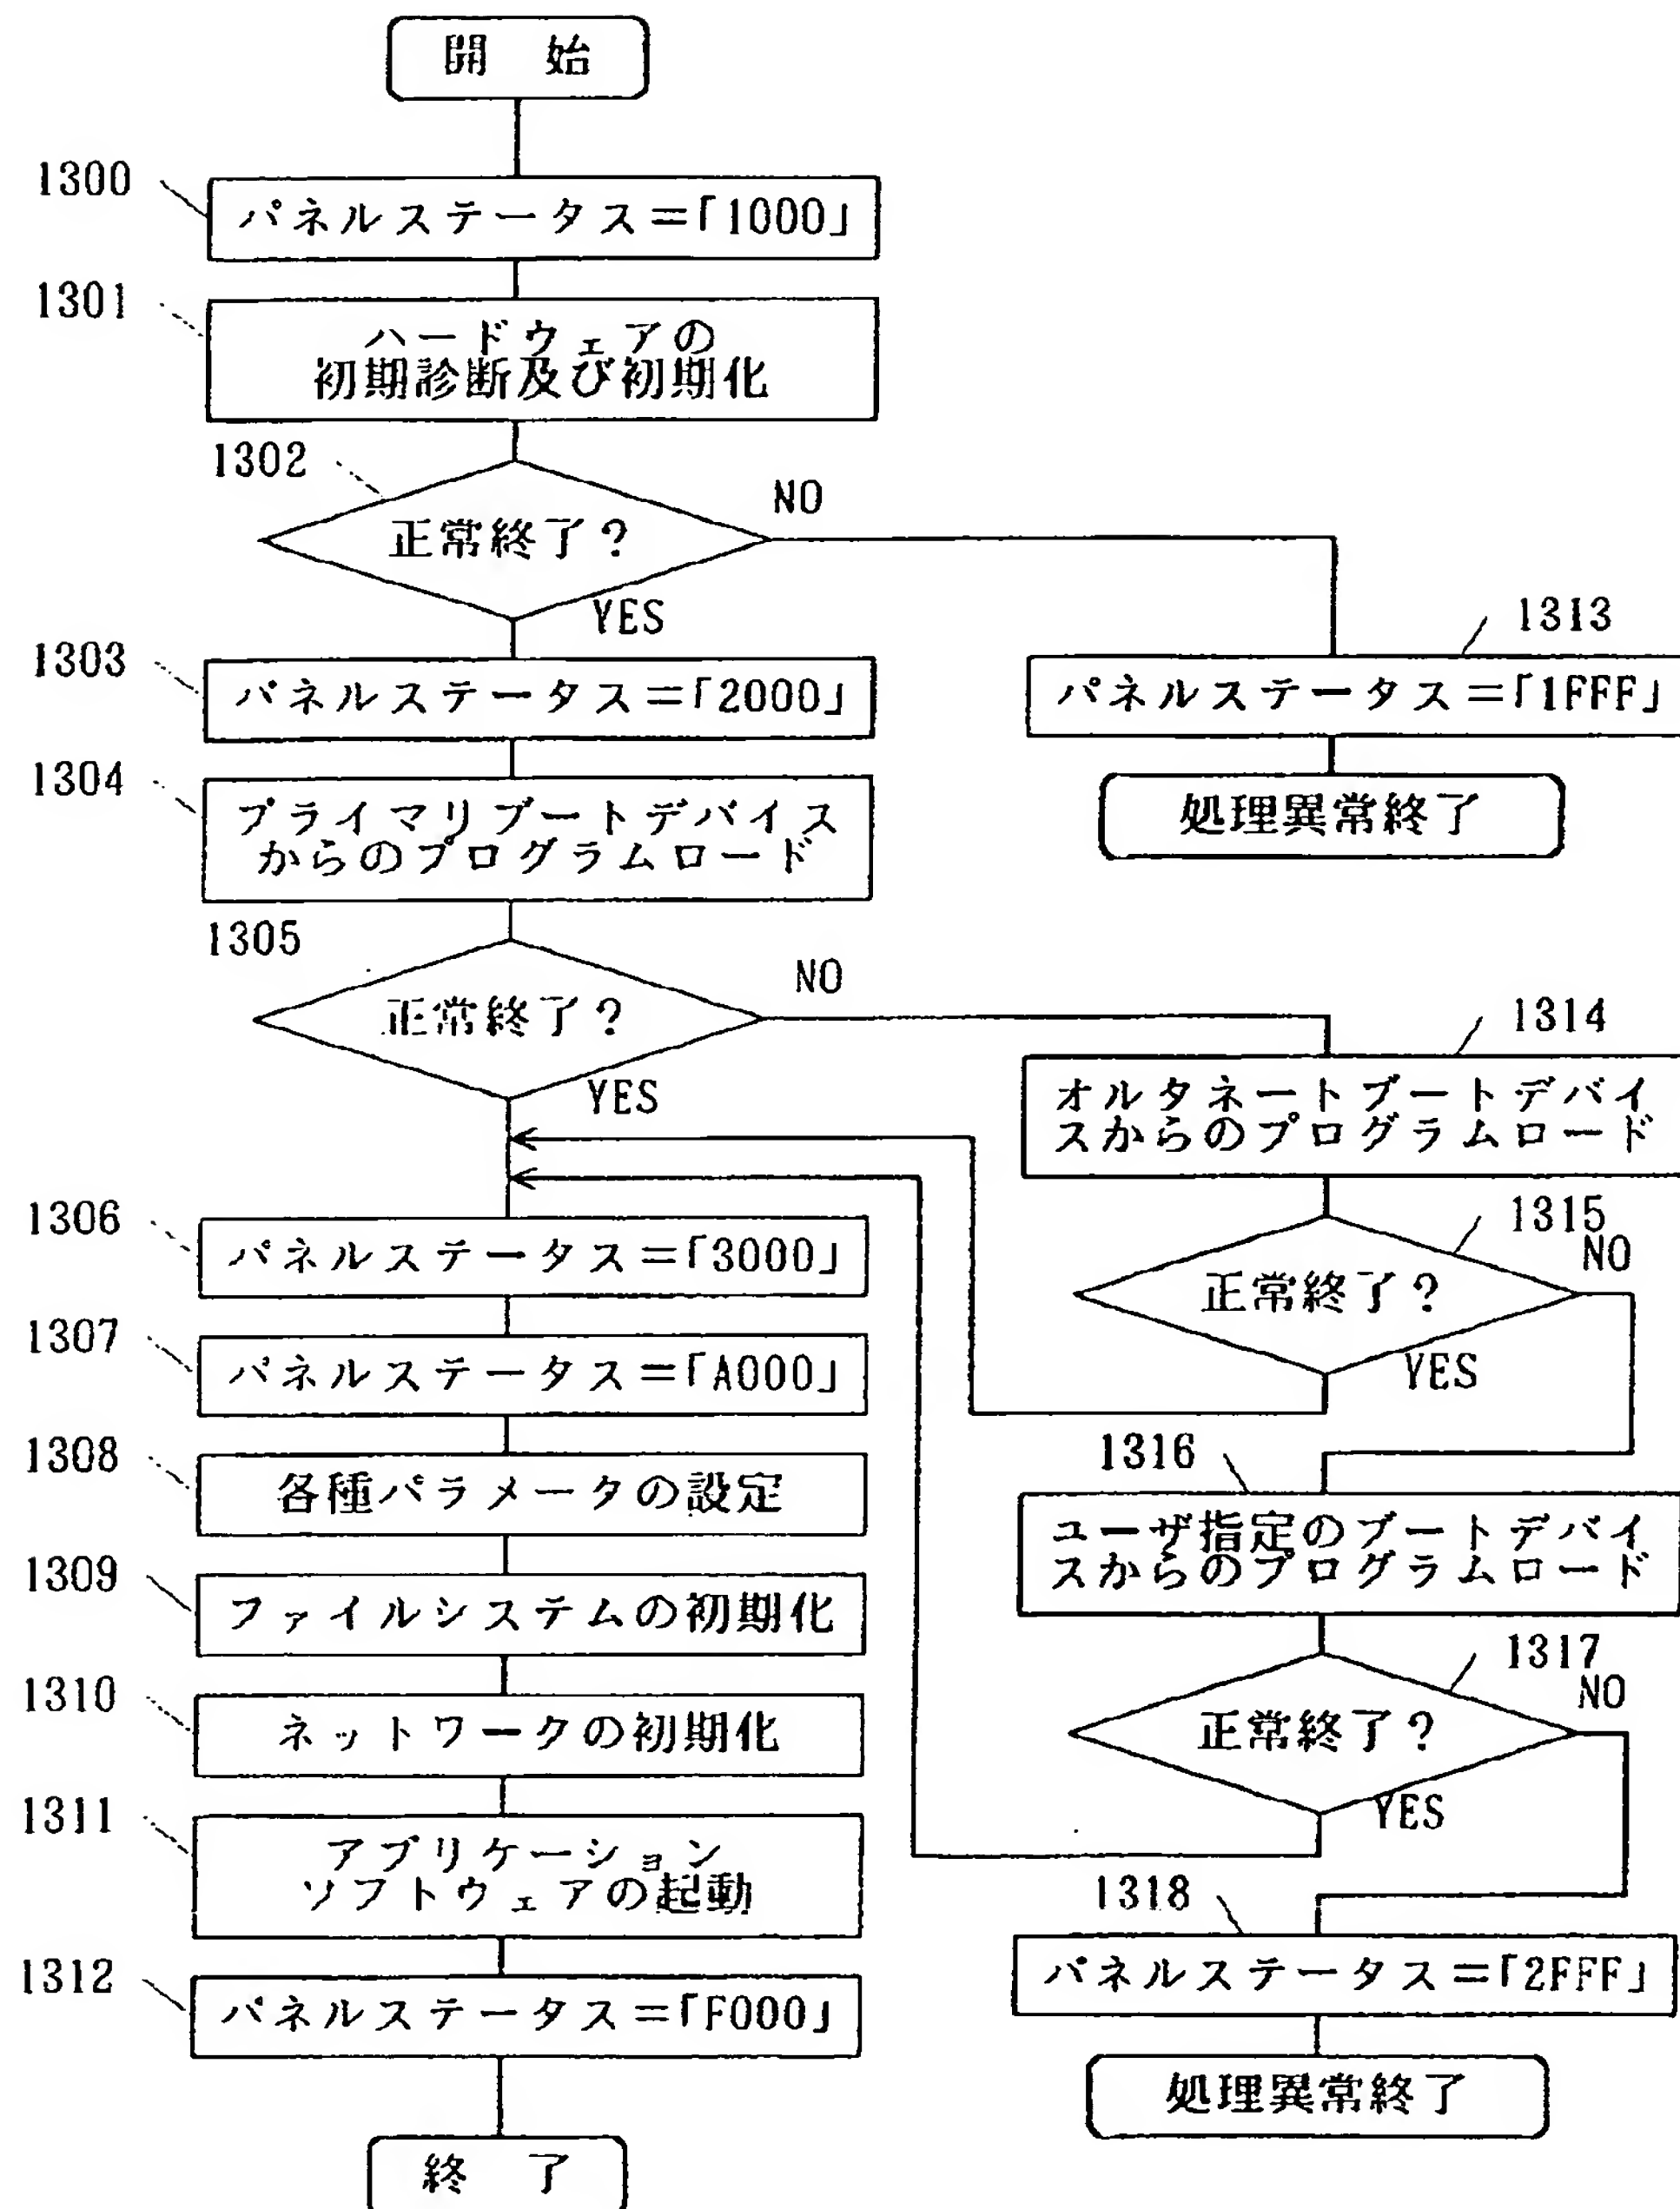 開 始
1300
パネルステータス=「1000」
1301
ハードウェアの
初期診断及び初期化
1302
正常終了?
NO
YES
1303
パネルステータス=「2000」
1313
パネルステータス=「1FFF」
処理異常終了
1304
プライマリブートデバイス
からのプログラムロード
1305
正常終了?
NO
YES
1314
オルタネートブートデバイ
スからのプログラムロード
1315
正常終了?
NO
YES
1306
パネルステータス=「3000」
1307
パネルステータス=「A000」
1308
各種パラメータの設定
1316
ユーザ指定のブートデバイ
スからのプログラムロード
1309
ファイルシステムの初期化
1317
正常終了?
NO
YES
1310
ネットワークの初期化
1311
アプリケーション
ソフトウェアの起動
1318
パネルステータス=「2FFF」
処理異常終了
1312
パネルステータス=「F000」
終 了